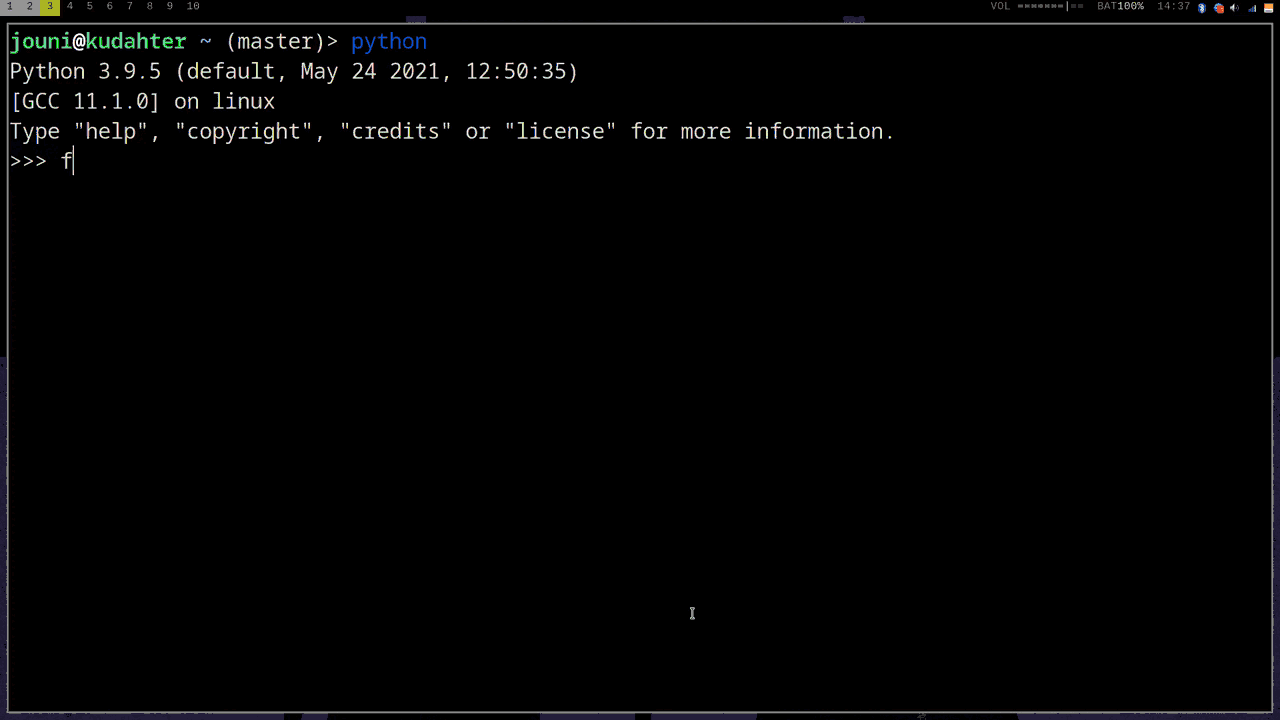 1 2 3 4 5 6 7 8 9 10 VOL BAT100% 14:37
jouni@kudahter ~ (master)> python
Python 3.9.5 (default, May 24 2021, 12:50:35)
[GCC 11.1.0] on linux
Type "help", "copyright", "credits" or "license" for more information.
>>> f